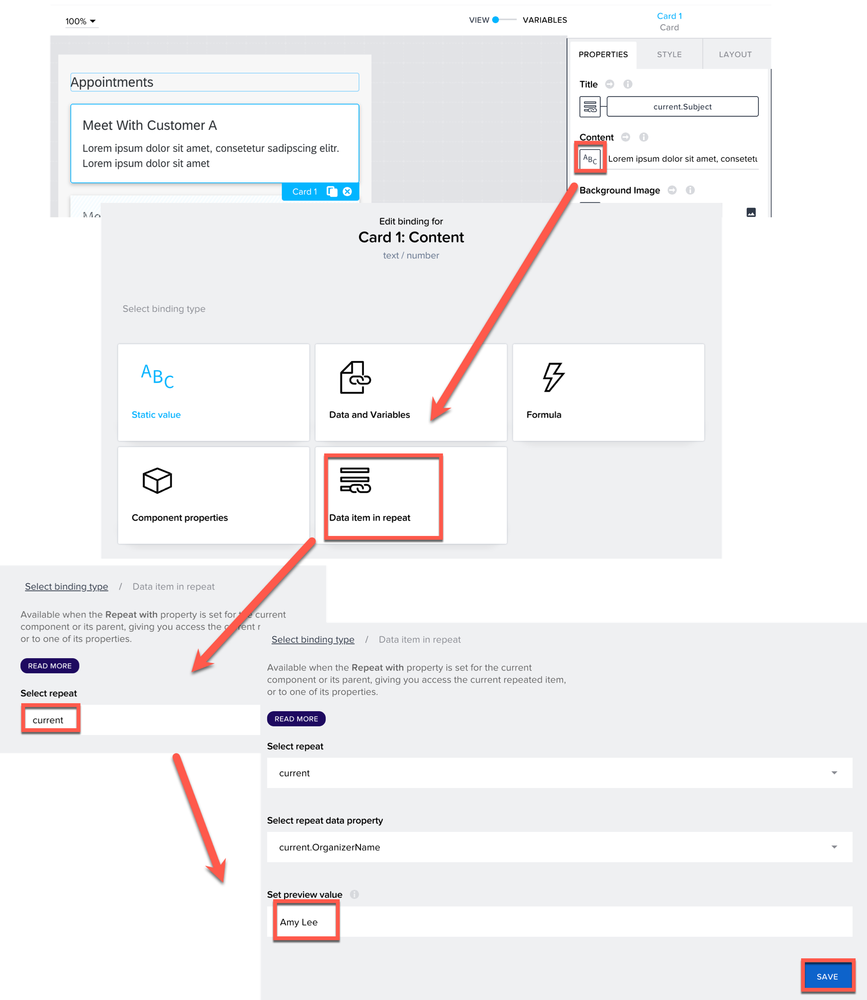 100%
VIEW VARIABLES
Card 1
Card
PROPERTIES STYLE LAYOUT
Appointments
Meet With Customer A
Lorem ipsum dolor sit amet, consetetur sadipscing elitr.
Lorem ipsum dolor sit amet
Card 1
Title
current.Subject
Content
ABC Lorem ipsum dolor sit amet, consetetu
Background Image
Edit binding for
Card 1: Content
text / number
Select binding type
ABC
Static value
Data and Variables
Formula
Component properties
Data item in repeat
Select binding type / Data item in repeat
Available when the Repeat with property is set for the current
component or its parent, giving you access the current r
or to one of its properties.
READ MORE
Select repeat
current
Select binding type / Data item in repeat
Available when the Repeat with property is set for the current
component or its parent, giving you access the current repeated item,
or to one of its properties.
READ MORE
Select repeat
current
Select repeat data property
current.OrganizerName
Set preview value
Amy Lee
SAVE